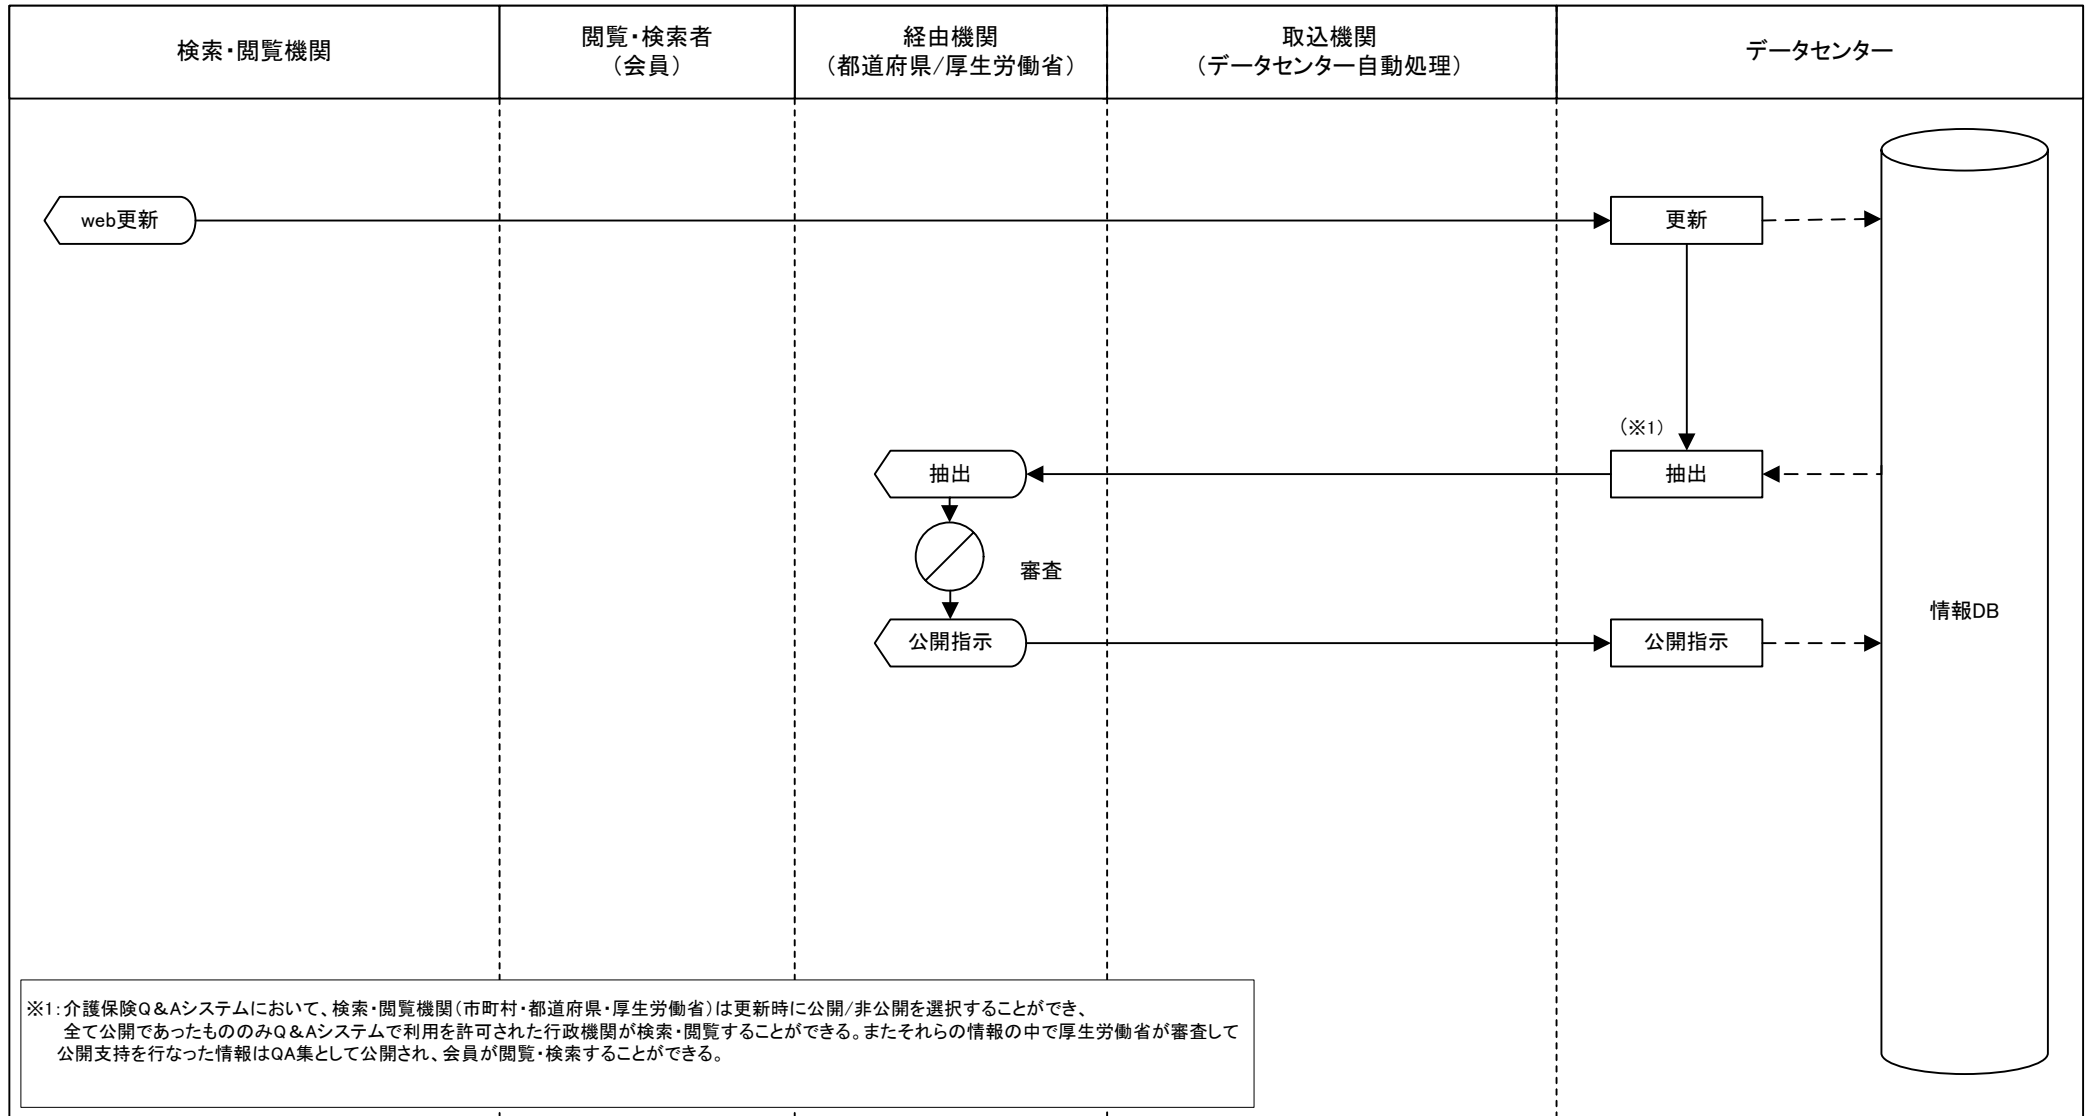 検索・閲覧機関
閲覧・検索者
（会員）
経由機関
（都道府県/厚生労働省）
取込機関
（データセンター自動処理）
データセンター
web更新
更新
（※1）
抽出
抽出
審査
公開指示
公開指示
情報DB
※1：介護保険Q＆Aシステムにおいて、検索・閲覧機関（市町村・都道府県・厚生労働省）は更新時に公開/非公開を選択することができ、
全て公開であったもののみQ＆Aシステムで利用を許可された行政機関が検索・閲覧することができる。またそれらの情報の中で厚生労働省が審査して
公開支持を行なった情報はQA集として公開され、会員が閲覧・検索することができる。